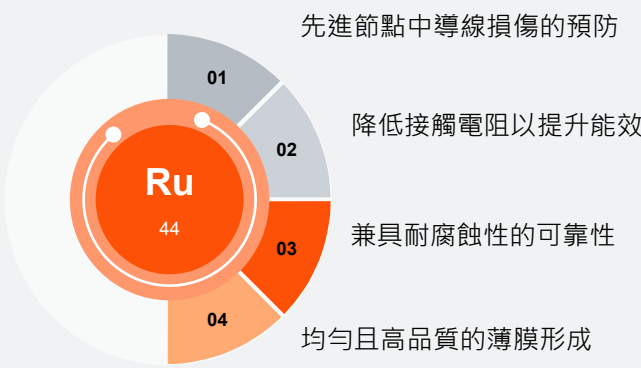 先進節點中導線損傷的預防
01
降低接觸電阻以提升能效
02
Ru
44
兼具耐腐蝕性的可靠性
03
04
均勻且高品質的薄膜形成